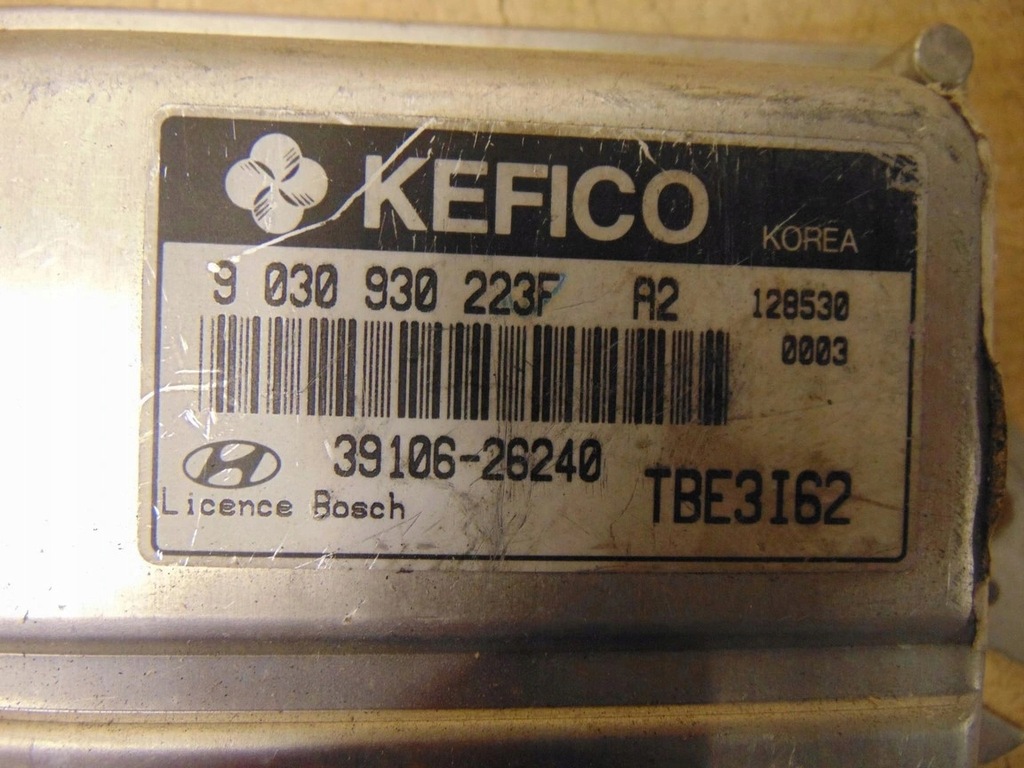 KEFICO KOREA
9 030 930 223F A2 128530
0003
39106-26240
TBE3I62
Licence Bosch